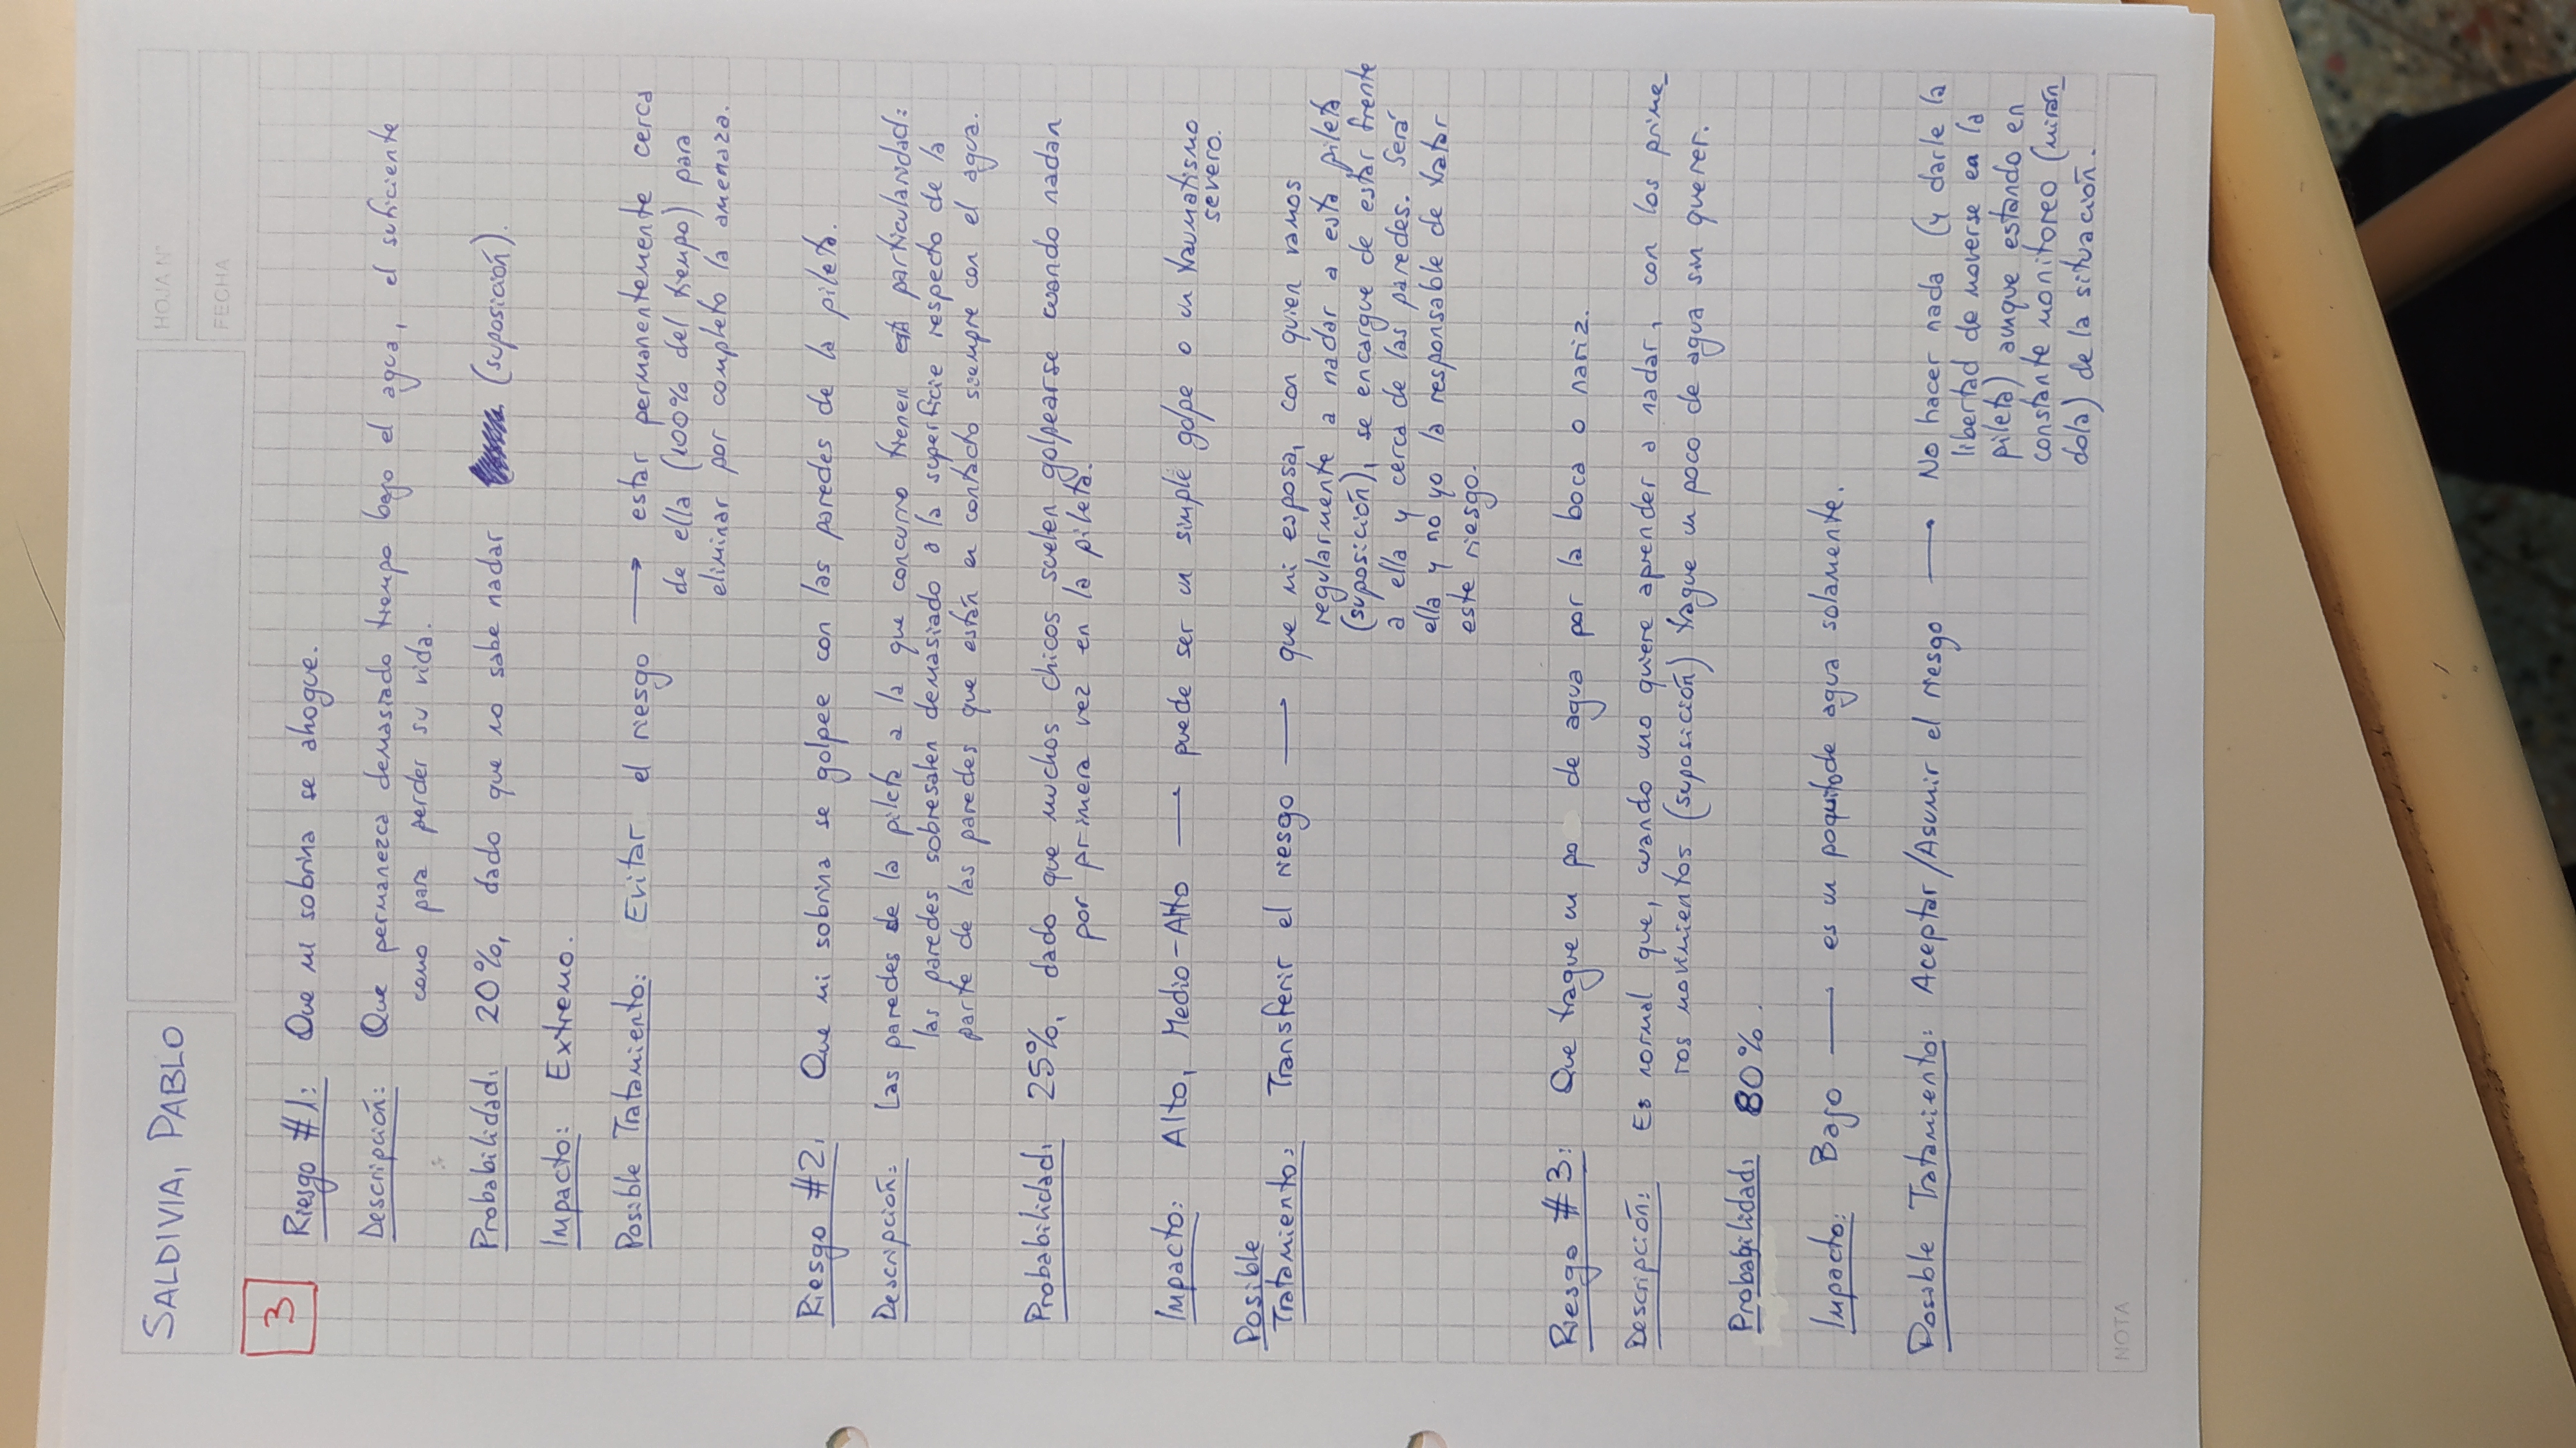 SALDIVIA, PABLO
HOJA N°
FECHA
3
Riesgo #1: Que mi sobrina se ahogue.
Descripción: Que permanezca demasiado tiempo bajo el agua, el suficiente
como para perder su vida.
Probabilidad: 20%, dado que no sabe nadar (suposición).
Impacto: Extremo.
Posible Tratamiento: Evitar el riesgo → estar permanentemente cerca
de ella (100% del tiempo) para
eliminar por completo la amenaza.
Riesgo #2: Que mi sobrina se golpee con las paredes de la pileta.
Descripción: Las paredes de la pileta a la que concurro tienen esta particularidad:
las paredes sobresalen demasiado a la superficie respecto de la
parte de las paredes que están en contacto siempre con el agua.
Probabilidad: 25%, dado que muchos chicos suelen golpearse cuando nadan
por primera vez en la pileta.
Impacto: Alto, Medio-Alto → puede ser un simple golpe o un traumatismo
severo.
Posible
Tratamiento: Transferir el riesgo → que mi esposa, con quien vamos
regularmente a nadar a esta pileta
(suposición), se encargue de estar frente
a ella y cerca de las paredes. Será
ella y no yo la responsable de tratar
este riesgo.
Riesgo #3: Que trague un po de agua por la boca o nariz.
Descripción: Es normal que, cuando uno quiere aprender a nadar, con los prime-
ros movimientos (suposición) trague un poco de agua sin querer.
Probabilidad: 80%.
Impacto: Bajo → es un poquito de agua solamente.
Posible Tratamiento: Aceptar/Asumir el riesgo → No hacer nada (y darle la
libertad de moverse en la
pileta) aunque estando en
constante monitoreo (mirán-
dola) de la situación.
NOTA